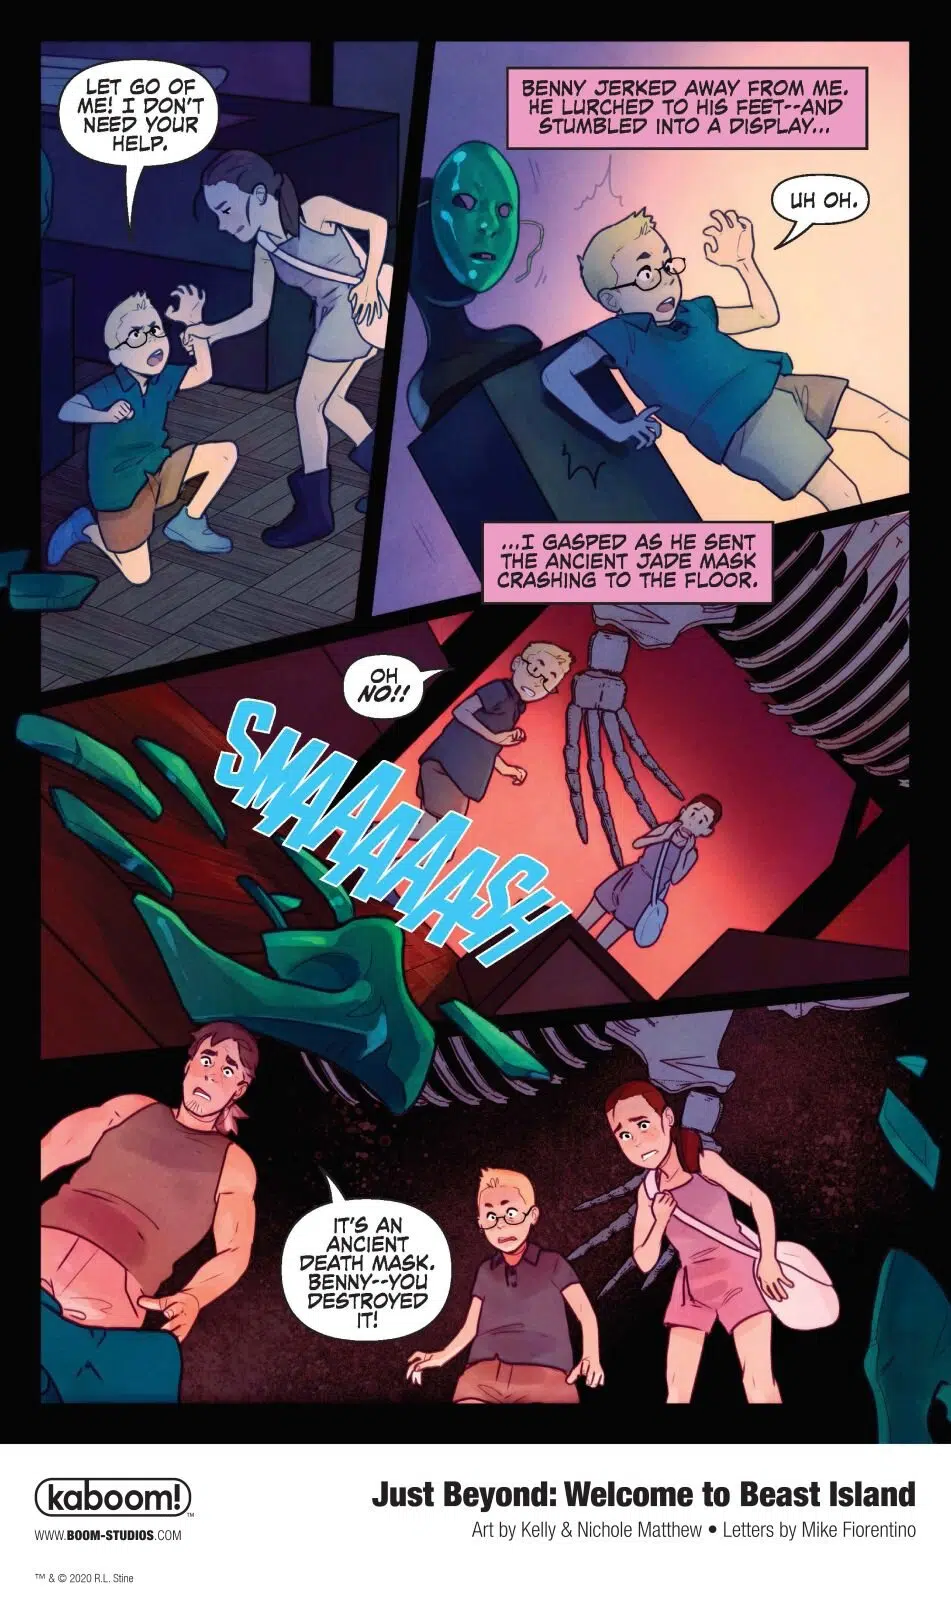 LET GO OF
ME! I DON'T
NEED YOUR
HELP.
BENNY JERKED AWAY FROM ME.
HE LURCHED TO HIS FEET--AND
STUMBLED INTO A DISPLAY...
UH OH.
...I GASPED AS HE SENT
THE ANCIENT JADE MASK
CRASHING TO THE FLOOR.
OH
NO!!
SMAAAAASH
IT'S AN
ANCIENT
DEATH MASK.
BENNY--YOU
DESTROYED
IT!
kaboom!™
WWW.BOOM-STUDIOS.COM
Just Beyond: Welcome to Beast Island
Art by Kelly & Nichole Matthew • Letters by Mike Fiorentino
™ & © 2020 R.L. Stine